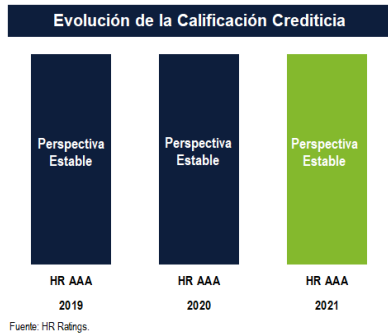 Evolución de la Calificación Crediticia
Perspectiva
Estable
Perspectiva
Estable
Perspectiva
Estable
HR AAA
HR AAA
HR AAA
2019
2020
2021
Fuente: HR Ratings.